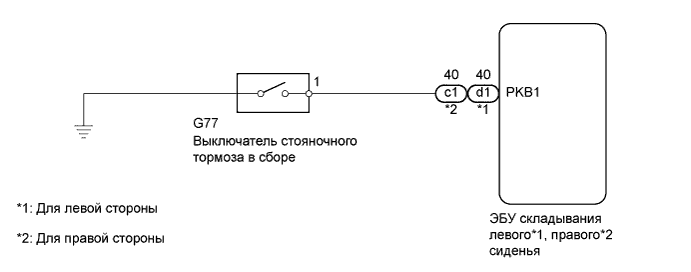 40 40
1
c1 d1 PKB1
*2 *1
G77
Выключатель стояночного
тормоза в сборе
*1: Для левой стороны
*2: Для правой стороны
ЭБУ складывания
левого*1, правого*2
сиденья